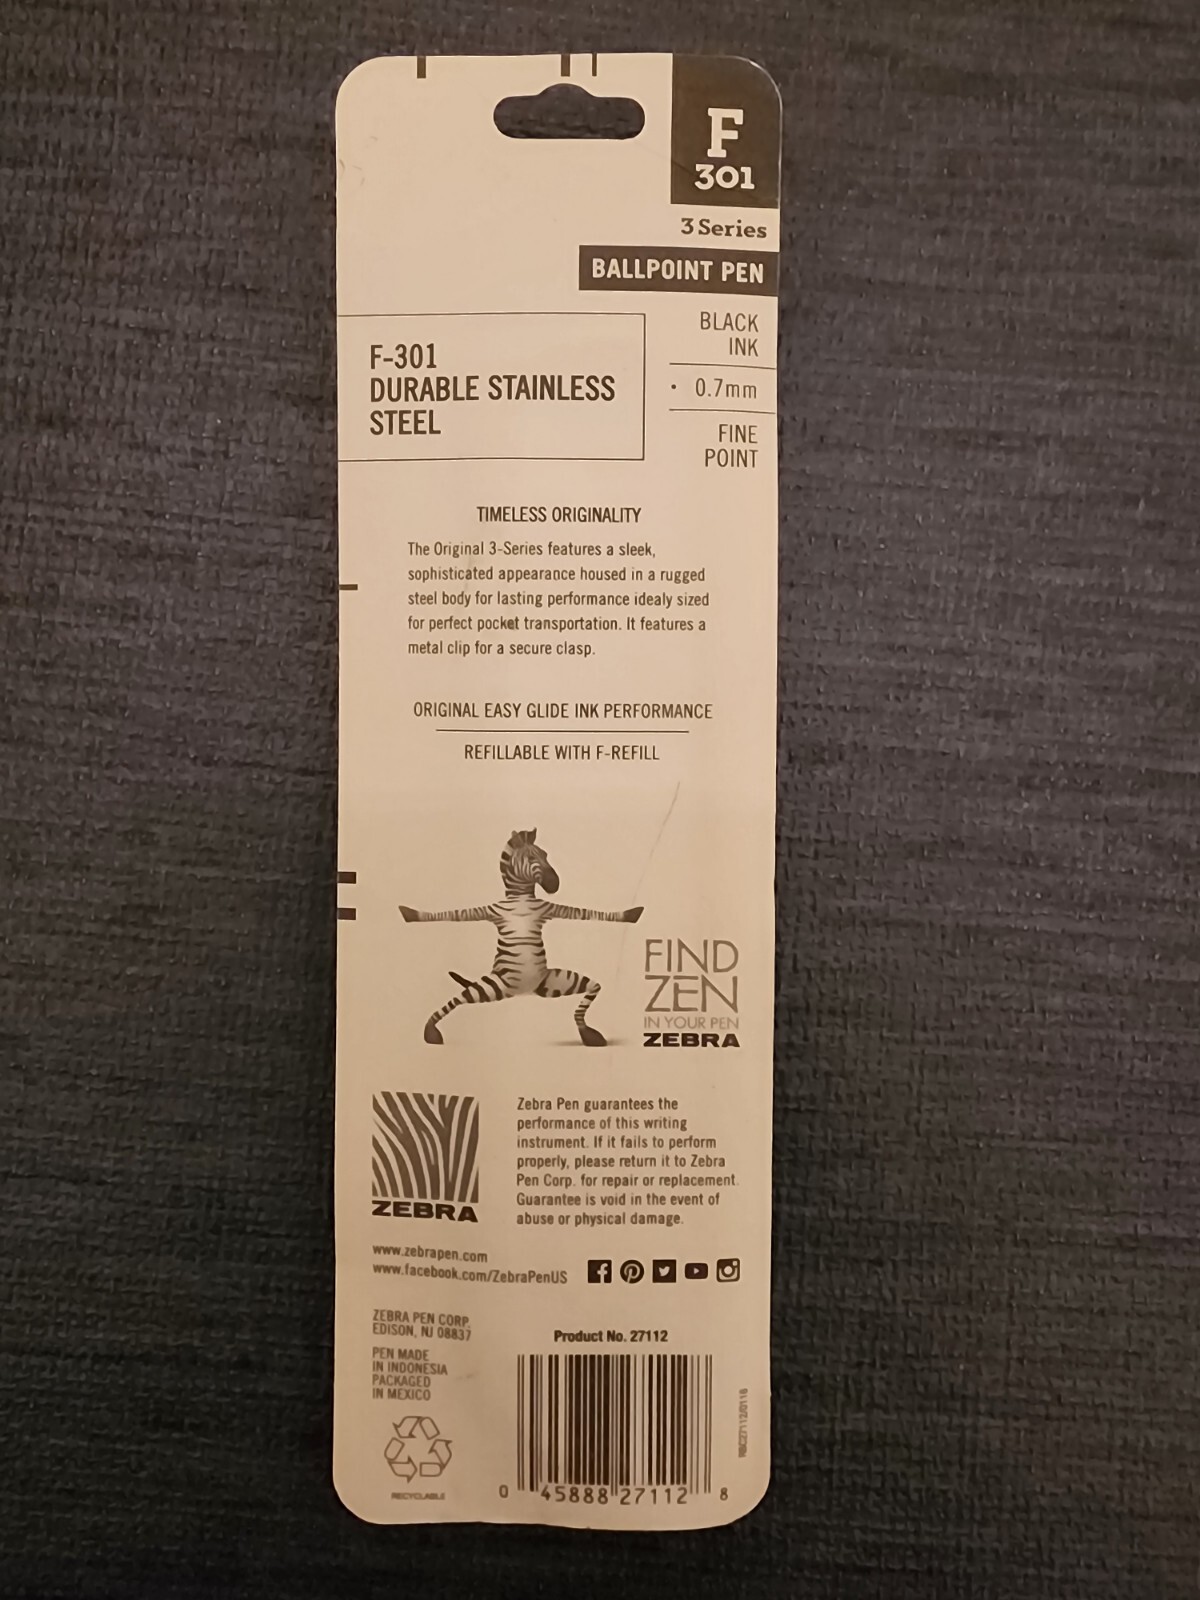 F
301
3 Series
BALLPOINT PEN
BLACK
INK
• 0.7mm
FINE
POINT
F-301
DURABLE STAINLESS
STEEL
TIMELESS ORIGINALITY
The Original 3-Series features a sleek,
sophisticated appearance housed in a rugged
steel body for lasting performance idealy sized
for perfect pocket transportation. It features a
metal clip for a secure clasp.
ORIGINAL EASY GLIDE INK PERFORMANCE
REFILLABLE WITH F-REFILL
FIND
ZEN
IN YOUR PEN
ZEBRA
ZEBRA
Zebra Pen guarantees the
performance of this writing
instrument. If it fails to perform
properly, please return it to Zebra
Pen Corp. for repair or replacement.
Guarantee is void in the event of
abuse or physical damage.
www.zebrapen.com
www.facebook.com/ZebraPenUS
ZEBRA PEN CORP.
EDISON, NJ 08837
PEN MADE
IN INDONESIA
PACKAGED
IN MEXICO
RECYCLABLE
Product No. 27112
0 45888 27112 8
RBC27112/0116